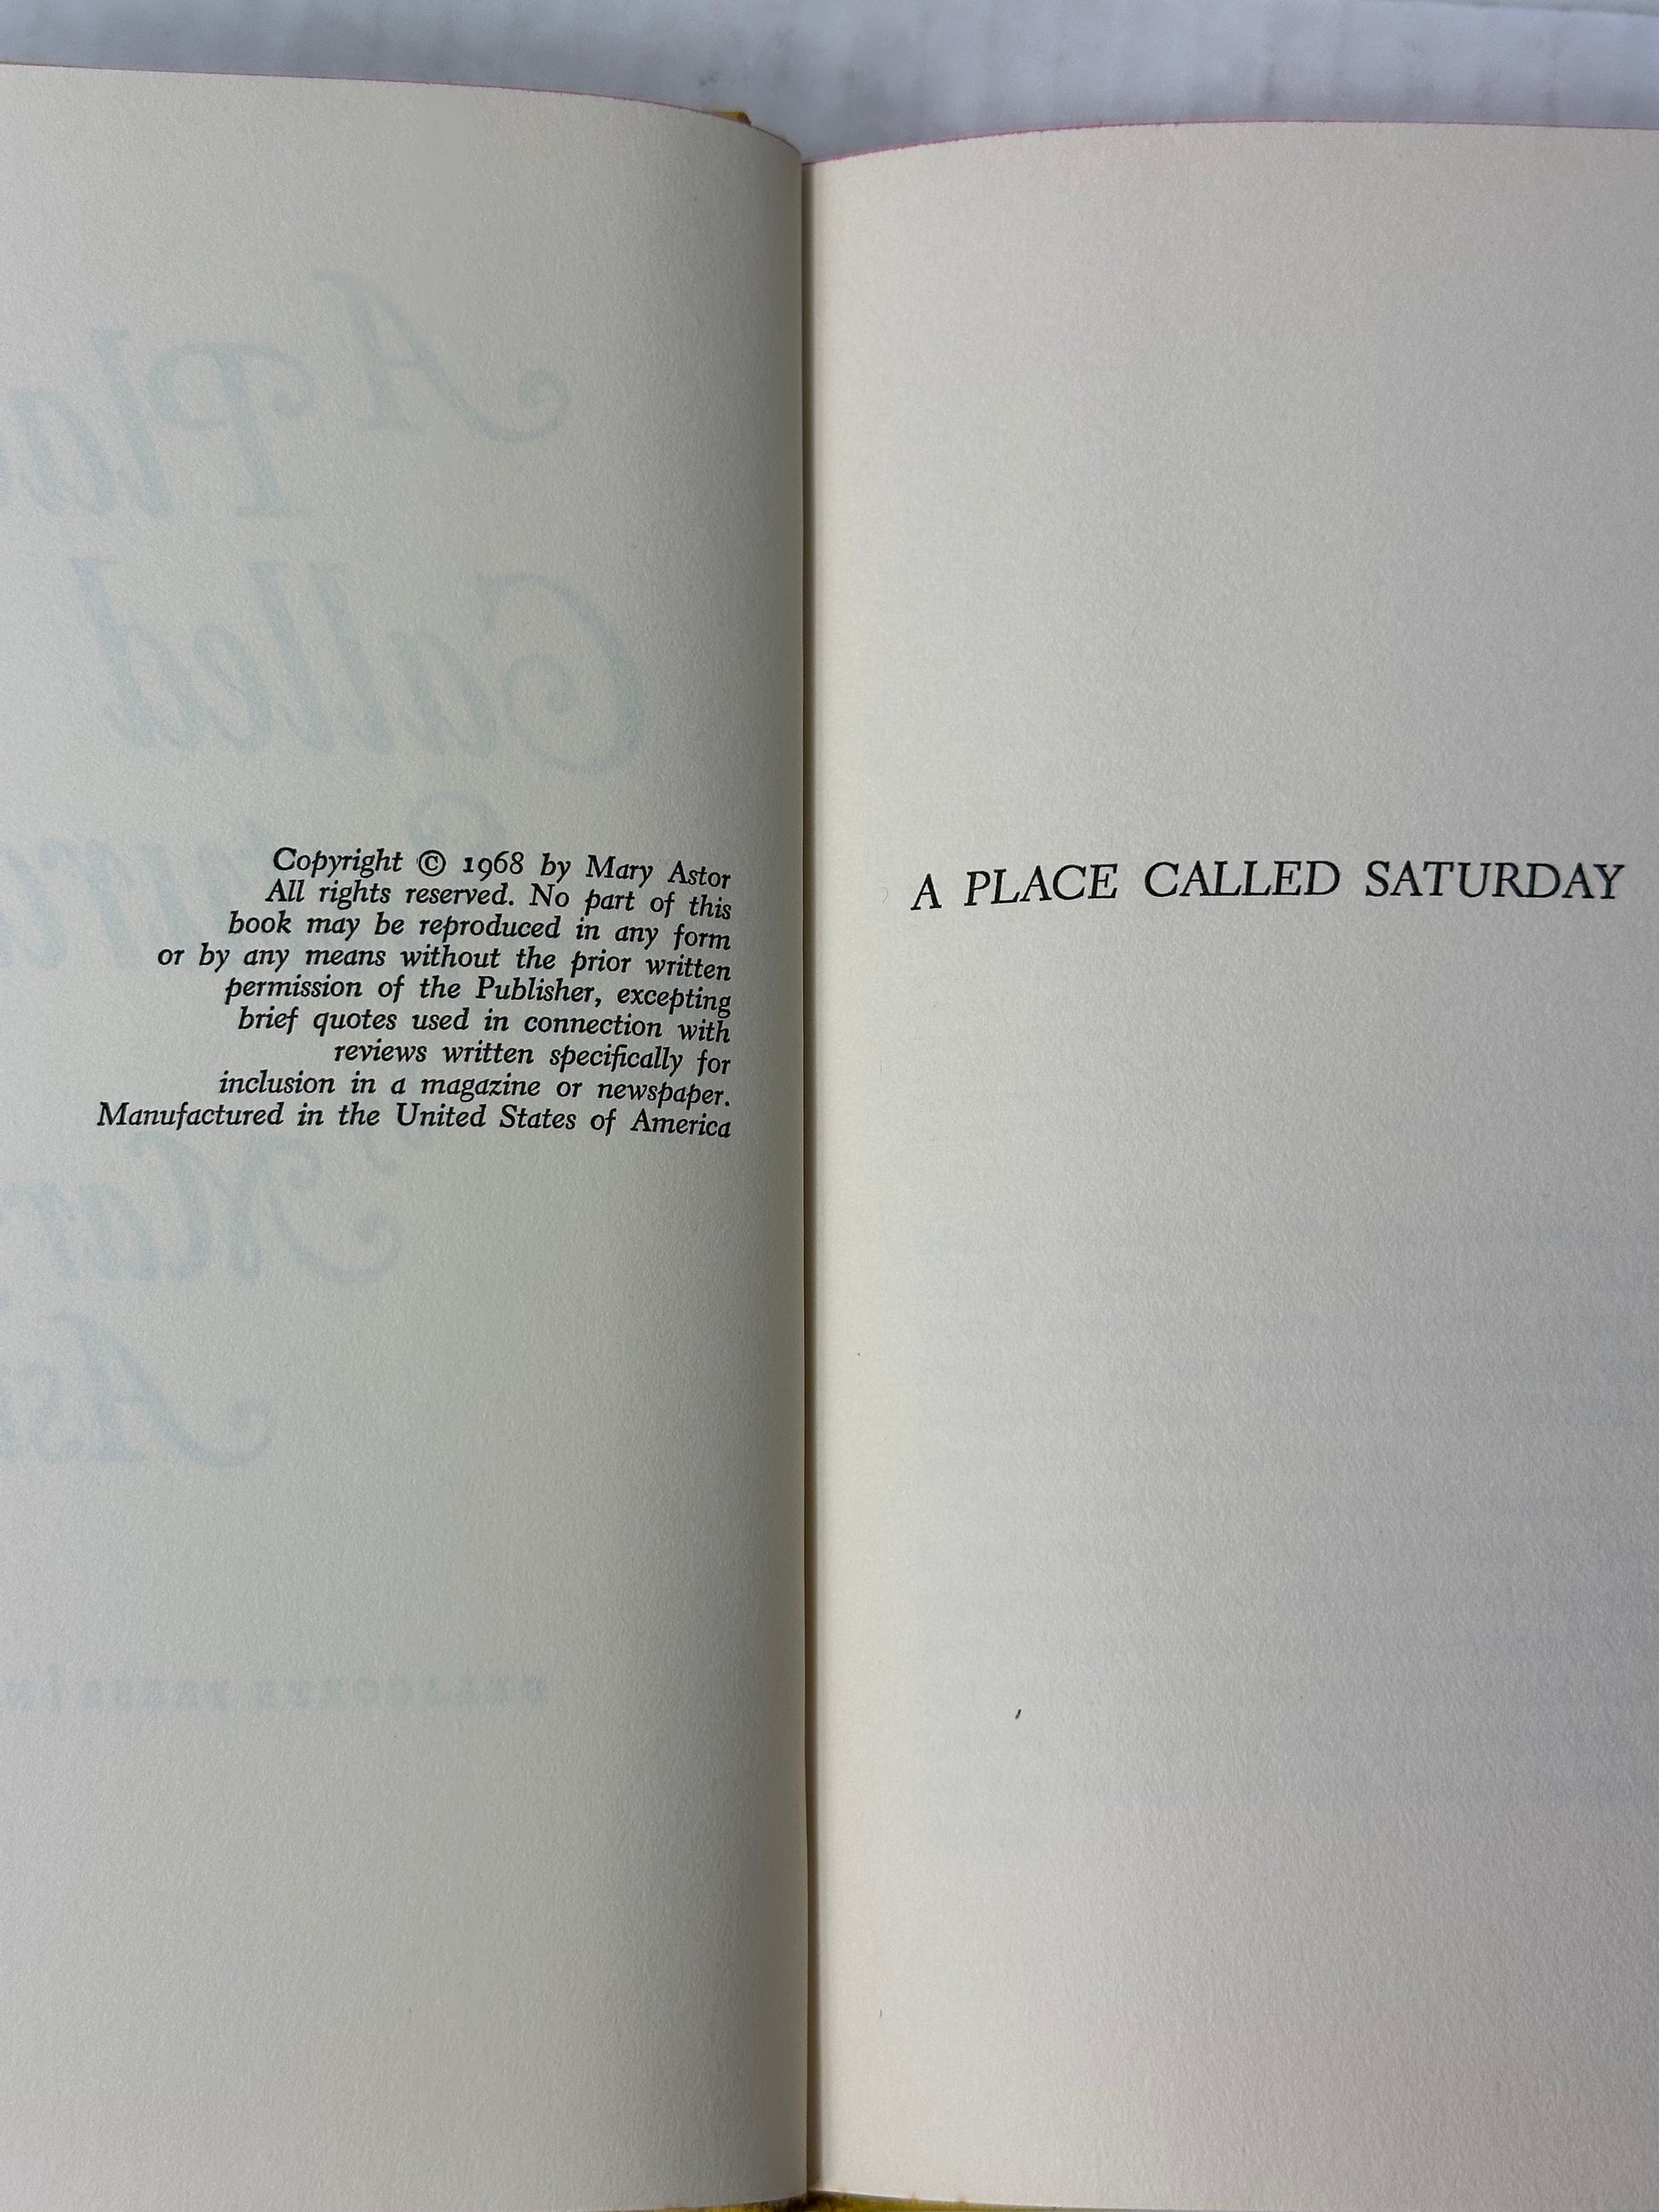 Copyright © 1968 by Mary Astor
All rights reserved. No part of this
book may be reproduced in any form
or by any means without the prior written
permission of the Publisher, excepting
brief quotes used in connection with
reviews written specifically for
inclusion in a magazine or newspaper.
Manufactured in the United States of America
A PLACE CALLED SATURDAY